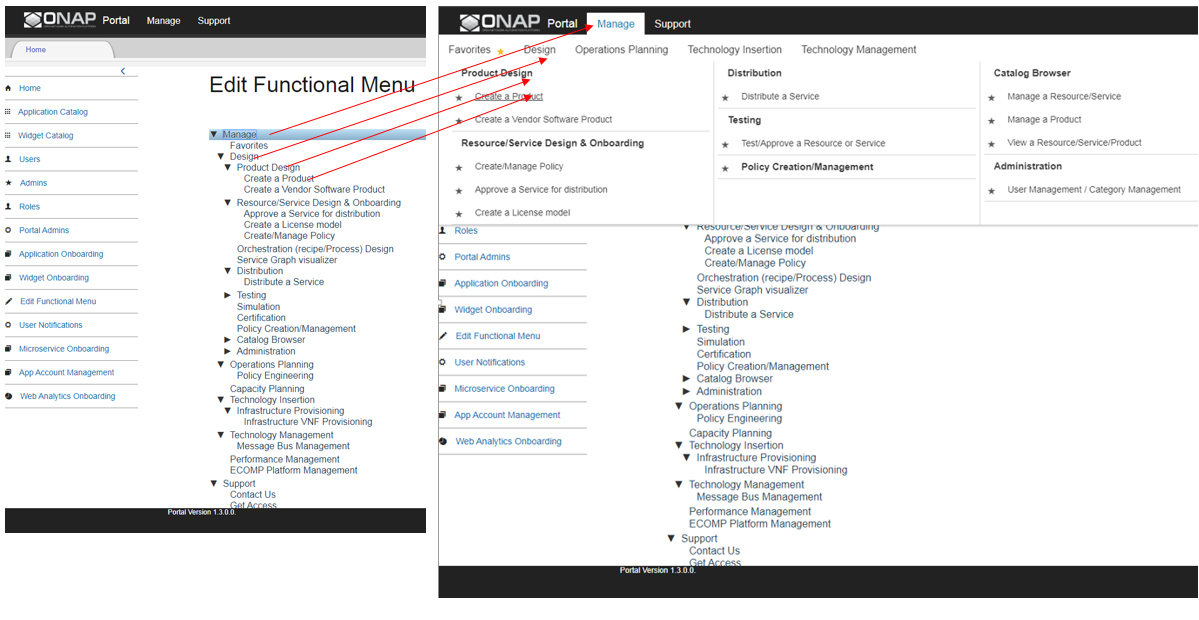 ONAP Portal Manage Support
Home
Home
Application Catalog
Widget Catalog
Users
Admins
Roles
Portal Admins
Application Onboarding
Widget Onboarding
Edit Functional Menu
User Notifications
Microservice Onboarding
App Account Management
Web Analytics Onboarding
Edit Functional Menu
Manage
Favorites
Design
Product Design
Create a Product
Create a Vendor Software Product
Resource/Service Design & Onboarding
Approve a Service for distribution
Create a License model
Create/Manage Policy
Orchestration (recipe/Process) Design
Service Graph visualizer
Distribution
Distribute a Service
Testing
Simulation
Certification
Policy Creation/Management
Catalog Browser
Administration
Operations Planning
Policy Engineering
Capacity Planning
Technology Insertion
Infrastructure Provisioning
Infrastructure VNF Provisioning
Technology Management
Message Bus Management
Performance Management
ECOMP Platform Management
Support
Contact Us
Get Access
Portal Version 1.3.0.0.
ONAP Portal Manage Support
Favorites Design Operations Planning Technology Insertion Technology Management
Product Design
Create a Product
Create a Vendor Software Product
Resource/Service Design & Onboarding
Create/Manage Policy
Approve a Service for distribution
Create a License model
Distribution
Distribute a Service
Testing
Test/Approve a Resource or Service
Policy Creation/Management
Catalog Browser
Manage a Resource/Service
Manage a Product
View a Resource/Service/Product
Administration
User Management / Category Management
Roles
Portal Admins
Application Onboarding
Widget Onboarding
Edit Functional Menu
User Notifications
Microservice Onboarding
App Account Management
Web Analytics Onboarding
Resource/Service Design & Onboarding
Approve a Service for distribution
Create a License model
Create/Manage Policy
Orchestration (recipe/Process) Design
Service Graph visualizer
Distribution
Distribute a Service
Testing
Simulation
Certification
Policy Creation/Management
Catalog Browser
Administration
Operations Planning
Policy Engineering
Capacity Planning
Technology Insertion
Infrastructure Provisioning
Infrastructure VNF Provisioning
Technology Management
Message Bus Management
Performance Management
ECOMP Platform Management
Support
Contact Us
Get Access
Portal Version 1.3.0.0.